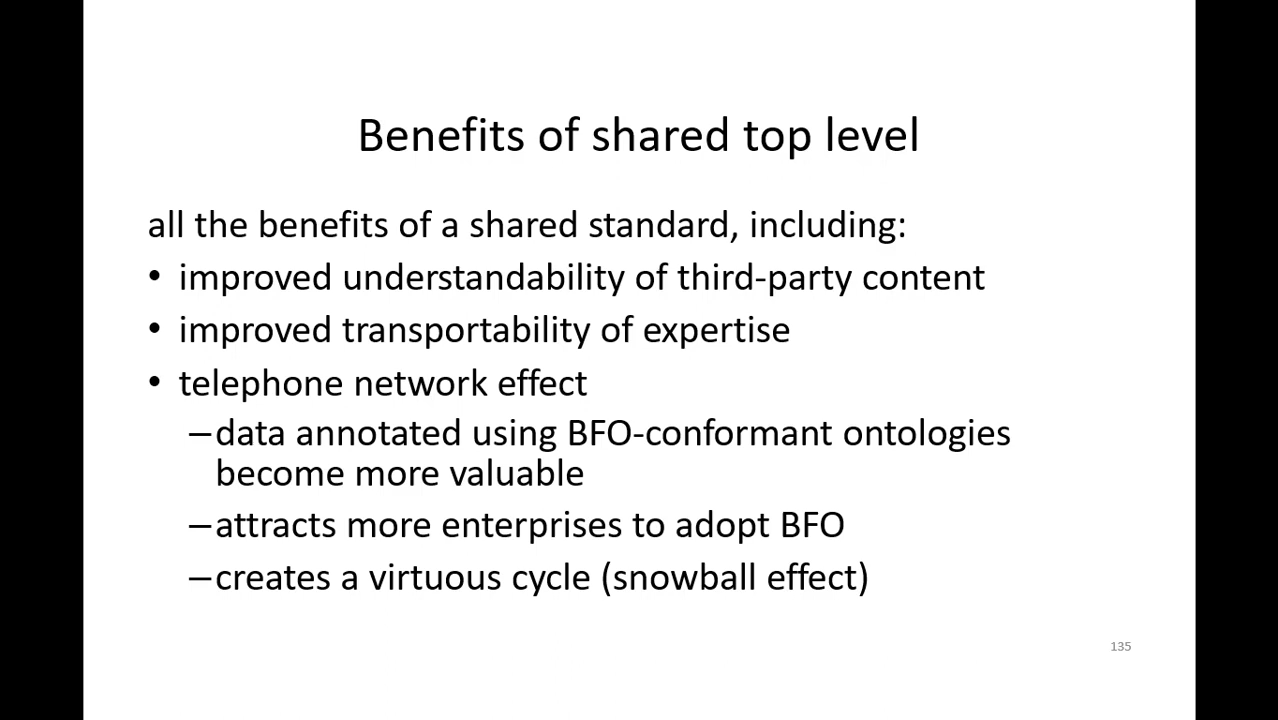 Benefits of shared top level
all the benefits of a shared standard, including:
• improved understandability of third-party content
• improved transportability of expertise
• telephone network effect
–data annotated using BFO-conformant ontologies
become more valuable
–attracts more enterprises to adopt BFO
–creates a virtuous cycle (snowball effect)
135